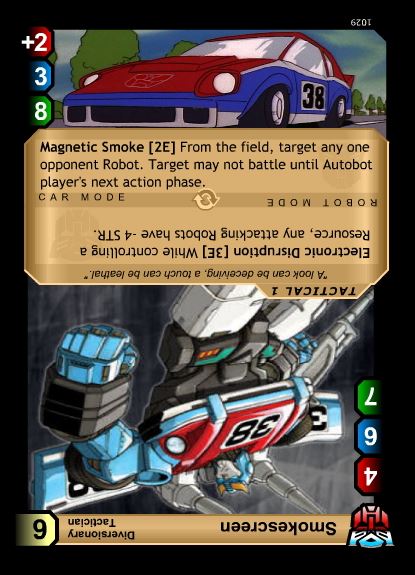 1029
+2
3
8
38
Magnetic Smoke [2E] From the field, target any one
opponent Robot. Target may not battle until Autobot
player's next action phase.
CAR MODE
3
ROBOT MODE
Electronic Disruption [3E] While controlling a
Resource, any attacking Robots have -4 STR.
"A look can be deceiving, a touch can be leathal."
TACTICAL 1
38
3
4
6
7
Smokescreen
Diversionary
Tactician
6